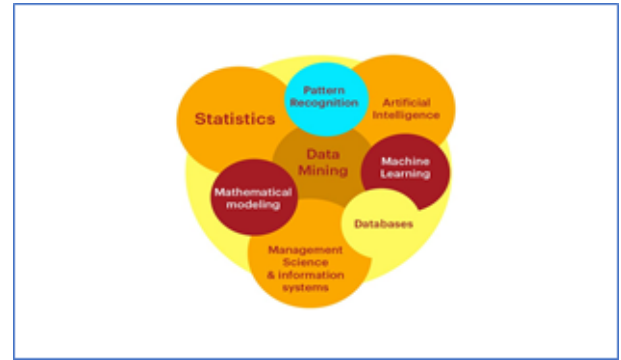 Pattern
Recognition
Statistics
Artificial
Intelligence
Data
Mining
Machine
Learning
Mathematical
modeling
Databases
Management
Science
& information
systems